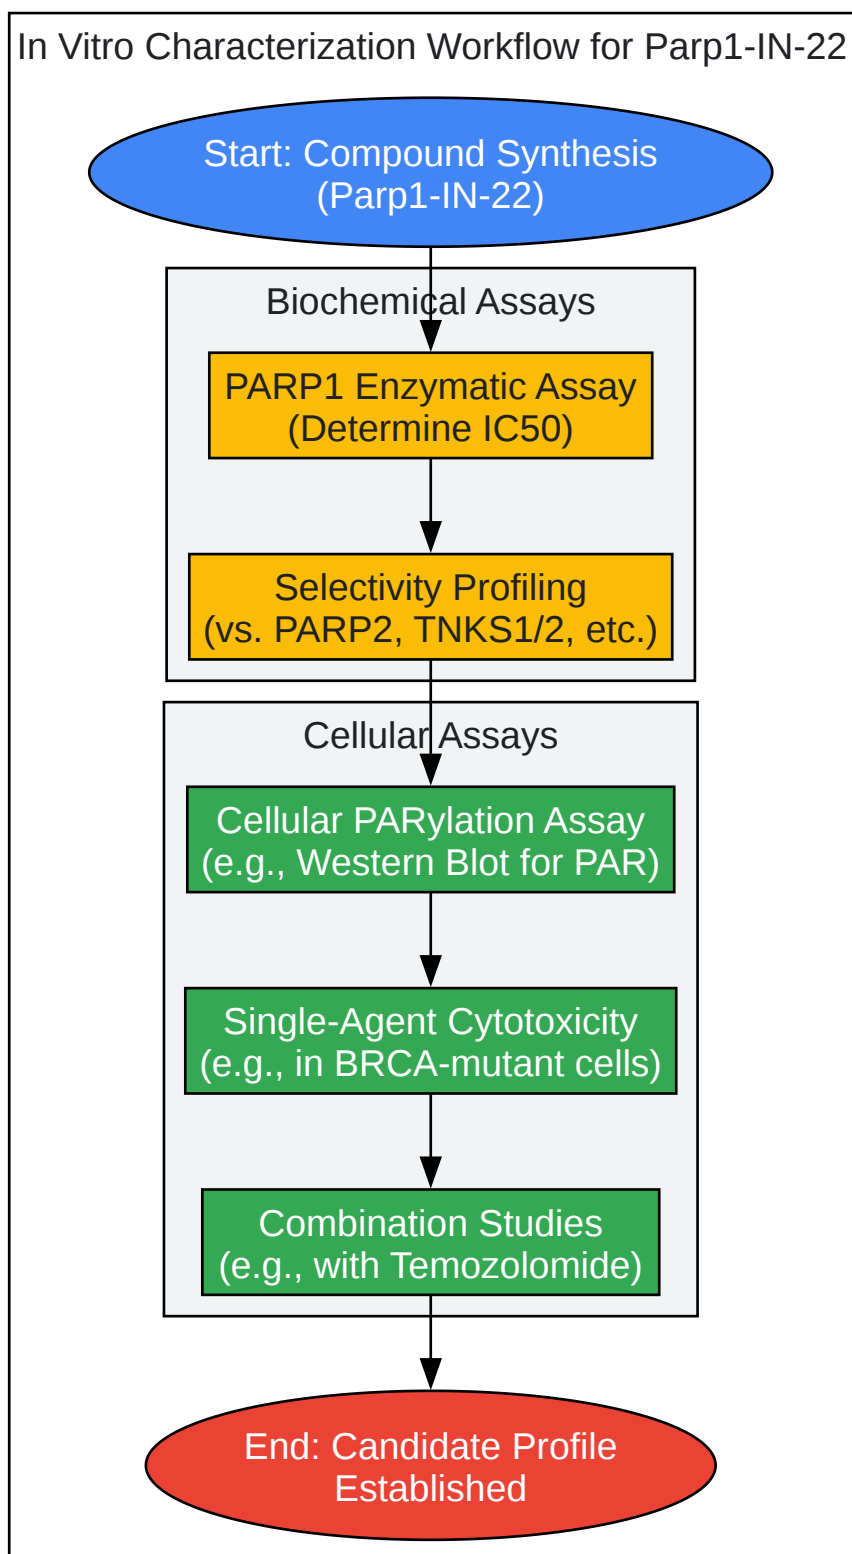 In Vitro Characterization Workflow for Parp1-IN-22
Start: Compound Synthesis
(Parp1-IN-22)
Biochemical Assays
PARP1 Enzymatic Assay
(Determine IC50)
Selectivity Profiling
(vs. PARP2, TNKS1/2, etc.)
Cellular Assays
Cellular PARylation Assay
(e.g., Western Blot for PAR)
Single-Agent Cytotoxicity
(e.g., in BRCA-mutant cells)
Combination Studies
(e.g., with Temozolomide)
End: Candidate Profile
Established